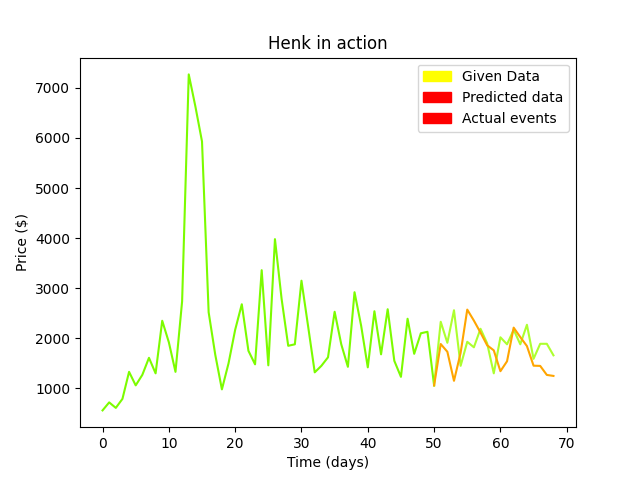 Henk in action
Given Data
Predicted data
Actual events
Price ($)
7000
6000
5000
4000
3000
2000
1000
0 10 20 30 40 50 60 70
Time (days)